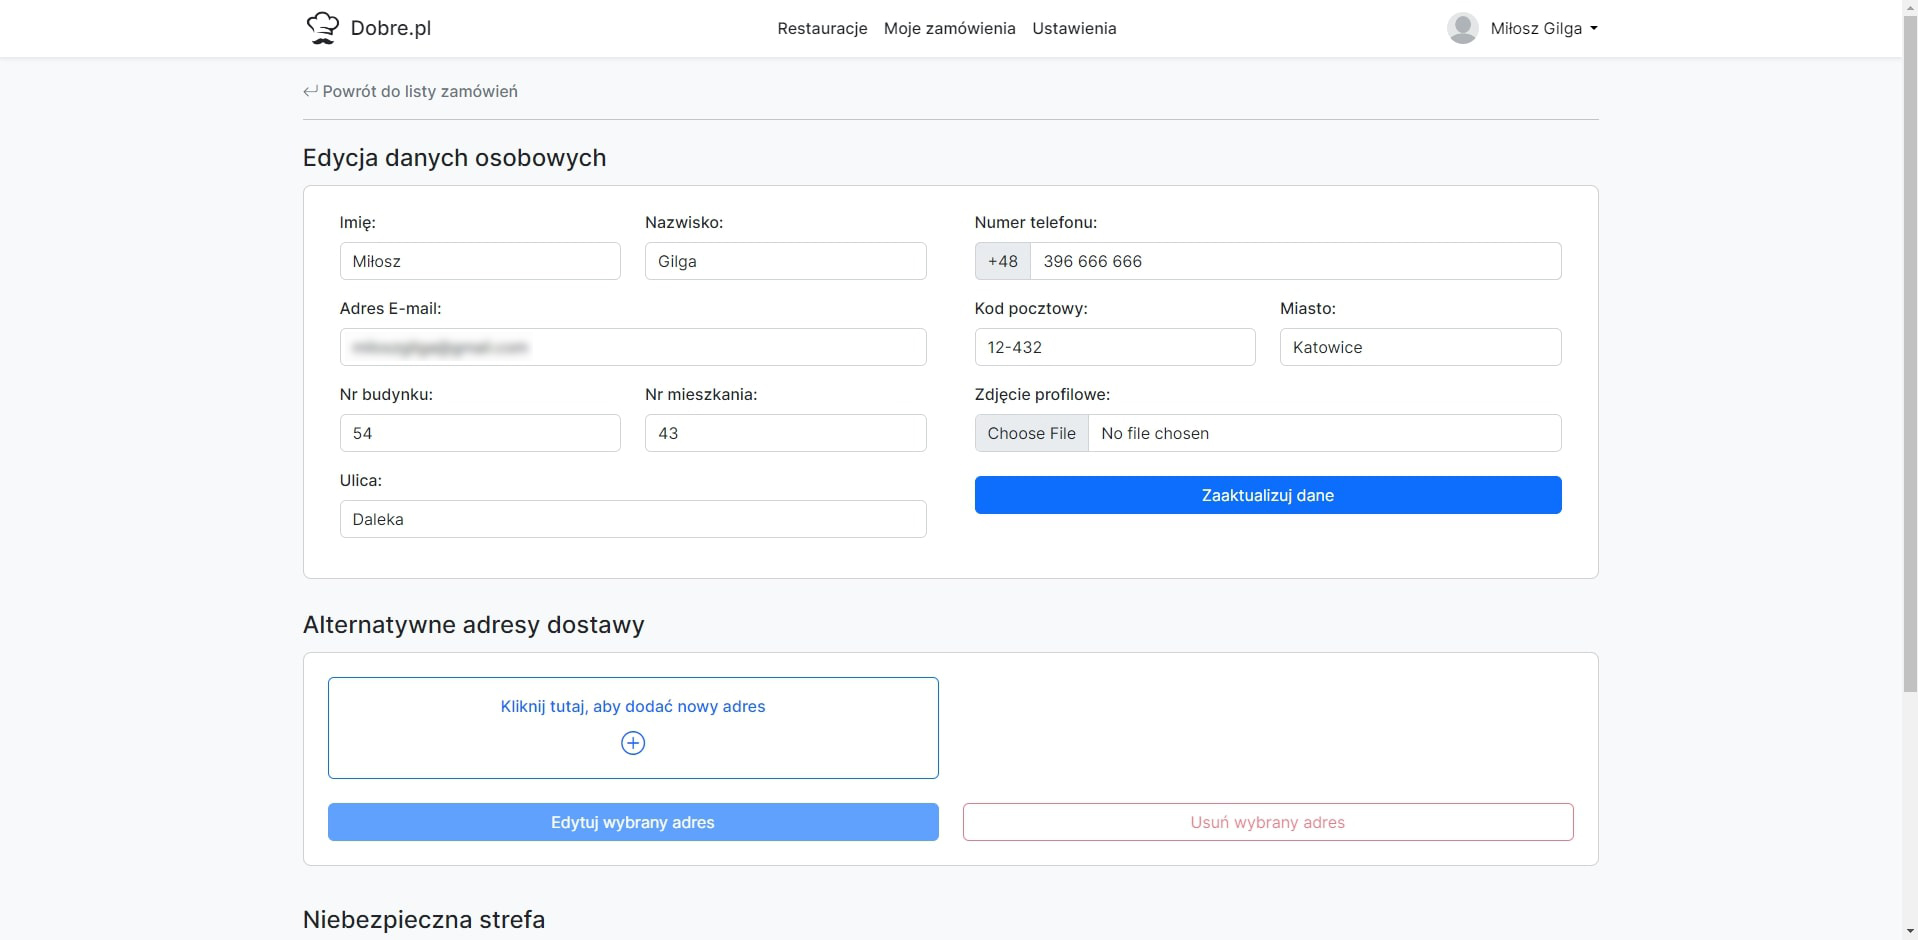 Dobre.pl
Restauracje Moje zamówienia Ustawienia
Miłosz Gilga
Powrót do listy zamówień
Edycja danych osobowych
Imię: Nazwisko: Numer telefonu:
Miłosz Gilga +48 396 666 666
Adres E-mail: Kod pocztowy: Miasto:
12-432 Katowice
Nr budynku: Nr mieszkania: Zdjęcie profilowe:
54 43 Choose File No file chosen
Ulica: Zaaktualizuj dane
Daleka
Alternatywne adresy dostawy
Kliknij tutaj, aby dodać nowy adres
Edytuj wybrany adres Usuń wybrany adres
Niebezpieczna strefa